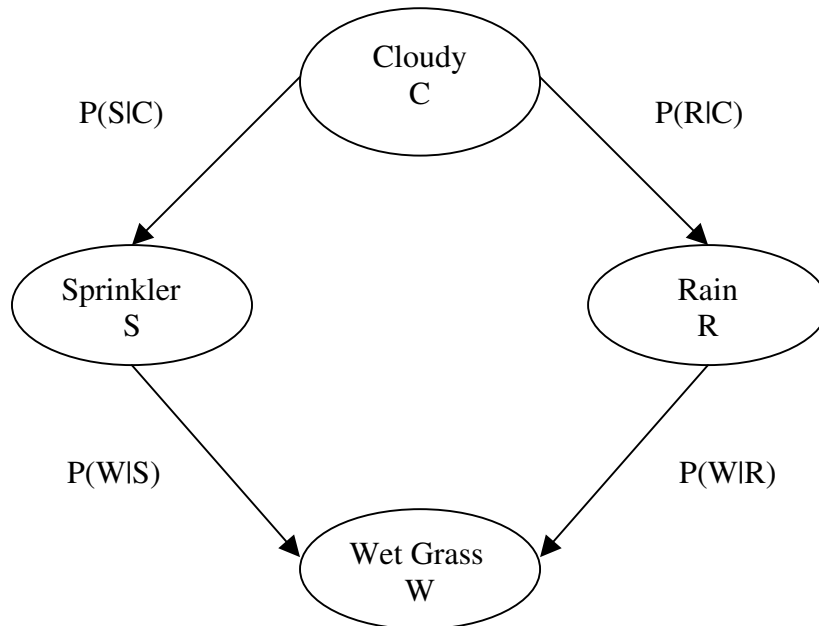 Cloudy
C
P(S|C)
P(R|C)
Sprinkler
S
Rain
R
P(W|S)
P(W|R)
Wet Grass
W